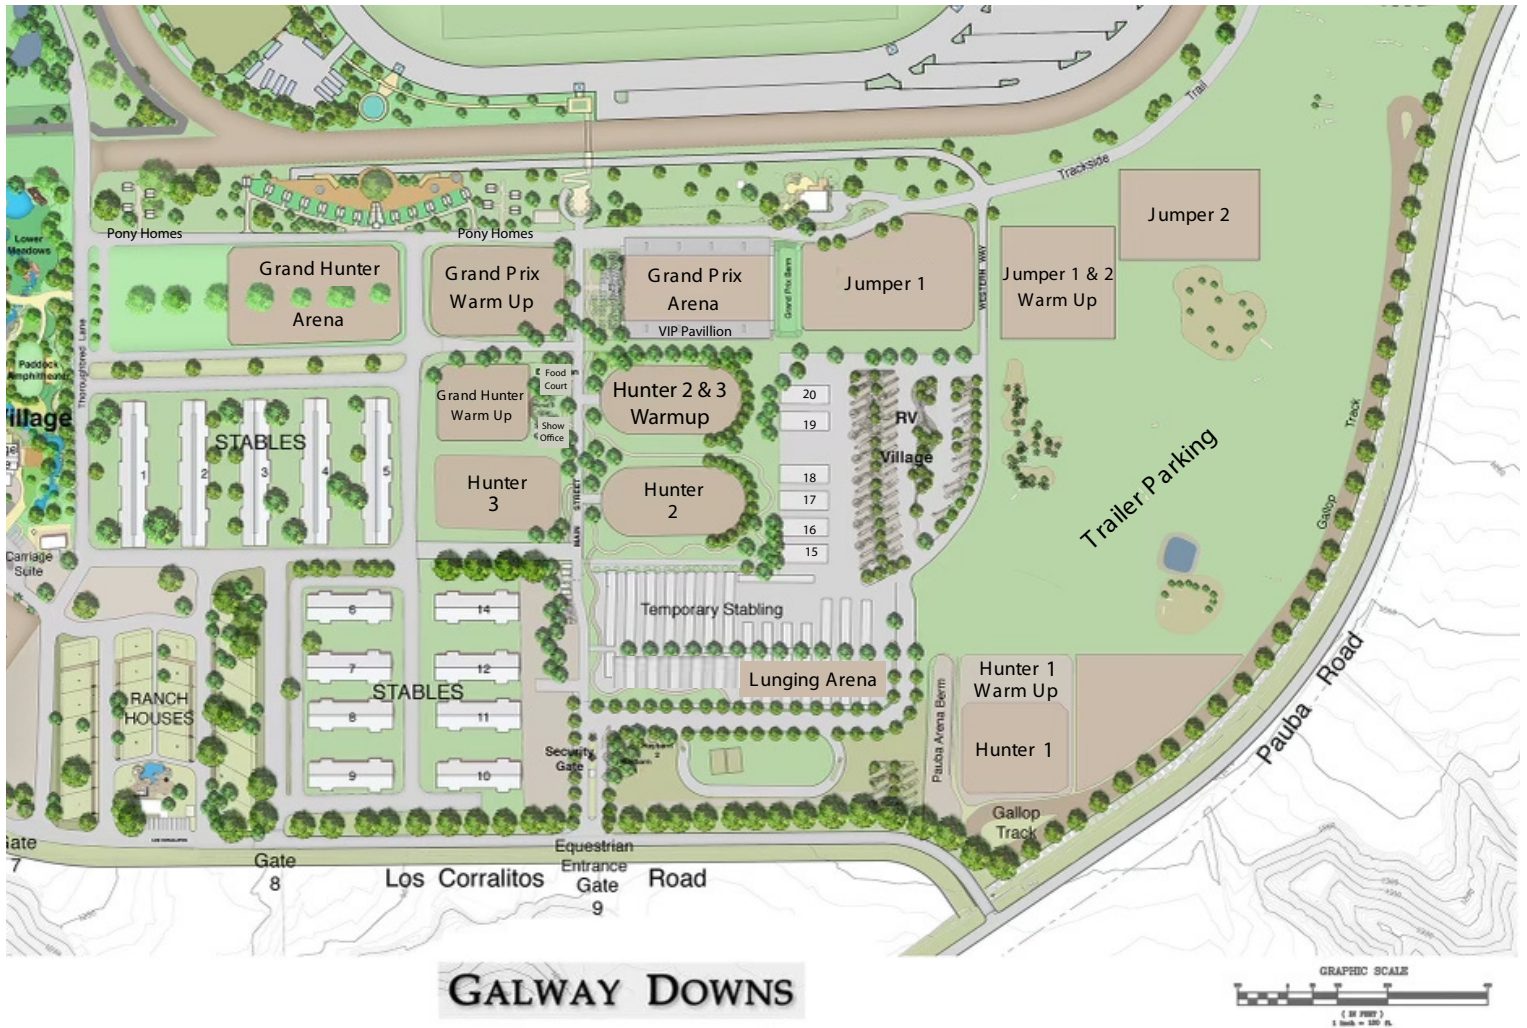 Trail
Trackside
Jumper 2
Lower
Meadows
Pony Homes
Pony Homes
Grand Hunter
Arena
Grand Prix
Warm Up
Grand Prix
Arena
VIP Pavillion
Grand Prix Berm
Jumper 1
WESTERN WAY
Jumper 1 & 2
Warm Up
Thoroughbred Lane
Paddock
Amphitheater
Village
Grand Hunter
Warm Up
Food
Court
Show
Office
Hunter 2 & 3
Warmup
20
19
18
17
16
15
RV
Village
STABLES
1
2
3
4
5
Hunter
3
MAIN STREET
Hunter
2
Trailer Parking
Gallop Track
Carriage
Suite
Temporary Stabling
6
14
7
12
STABLES
8
11
9
10
RANCH
HOUSES
Lunging Arena
Security
Gate
Pauba Arena Berm
Hunter 1
Warm Up
Hunter 1
Gallop
Track
Pauba Road
Gate
7
Gate
8
Los Corralitos Road
Equestrian
Entrance
Gate
9
GALWAY DOWNS
GRAPHIC SCALE
( IN FEET )